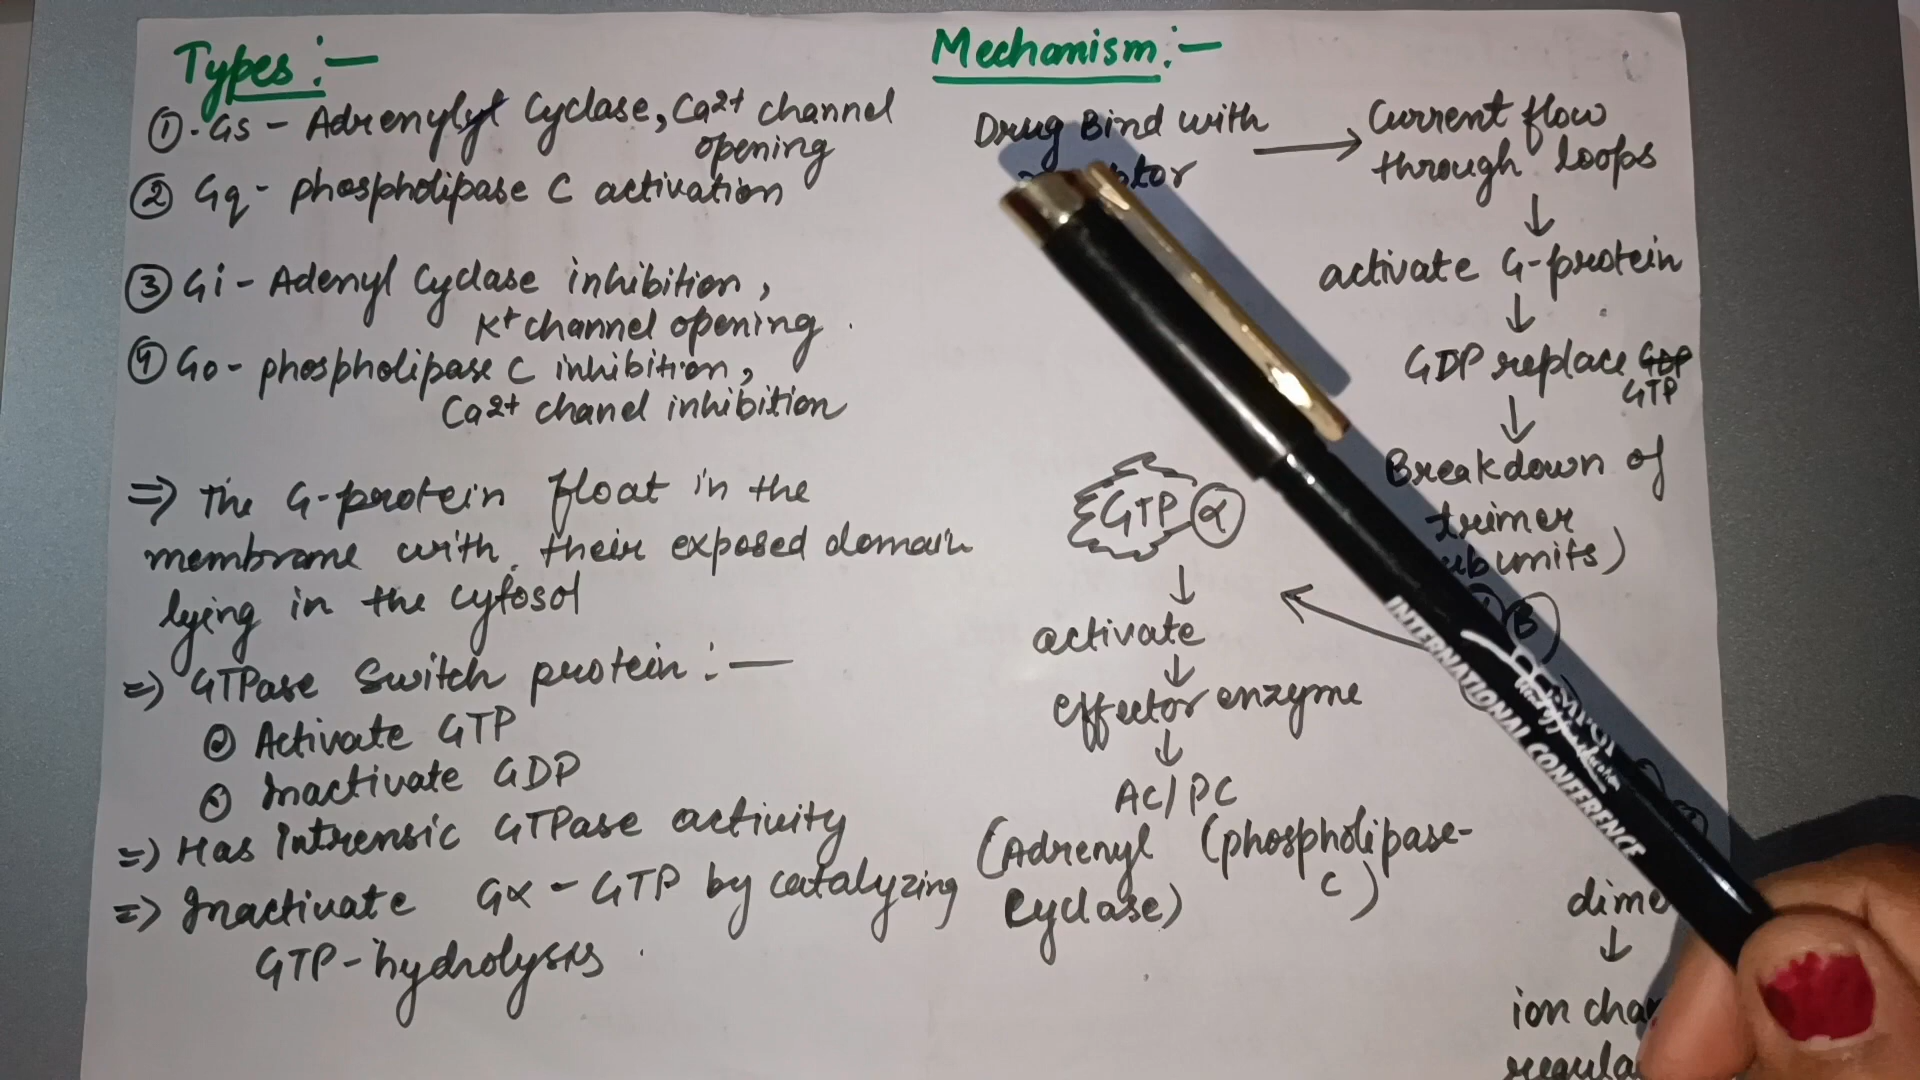 Types :-
① . Gs - Adrenylyl Cyclase, Ca2+ channel
opening
② Gq - phospholipase C activation
③ Gi - Adenyl Cyclase inhibition,
K+ channel opening .
④ Go - phospholipase C inhibition,
Ca2+ chanel inhibition
=> The G-protein float in the
membrane with their exposed domain
lying in the cytosol
=> GTPase Switch protein :-
Activate GTP
Inactivate GDP
=> Has Intrensic GTPase activity
=> Inactivate Gα - GTP by catalyzing
GTP-hydrolysis .
Mechanism :-
Drug Bind with
→ Current flow
through loops
↓
activate G-protein
↓
GDP replace GDP
GTP
↓
Breakdown of
trimer
B
GTP α
↓
activate
↓
effector enzyme
↓
AC/PC
(Adrenyl (phospholipase-
Cyclase) C)
↓
ion
INTERNATIONAL CONFERENCE